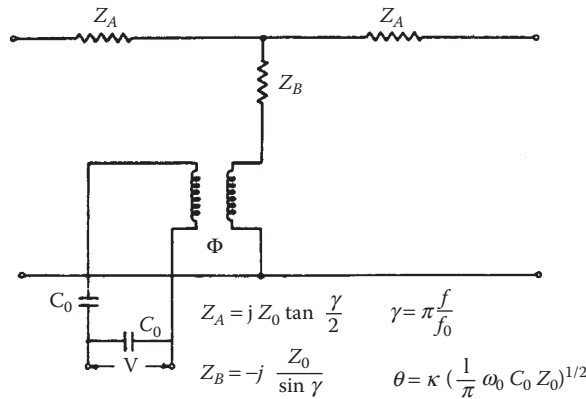 Z_A Z_A
Z_B
Φ
C_0
C_0
V
Z_A = j Z_0 tan γ/2 γ = π f/f_0
Z_B = -j Z_0/sin γ θ = κ (1/π ω_0 C_0 Z_0)^{1/2}